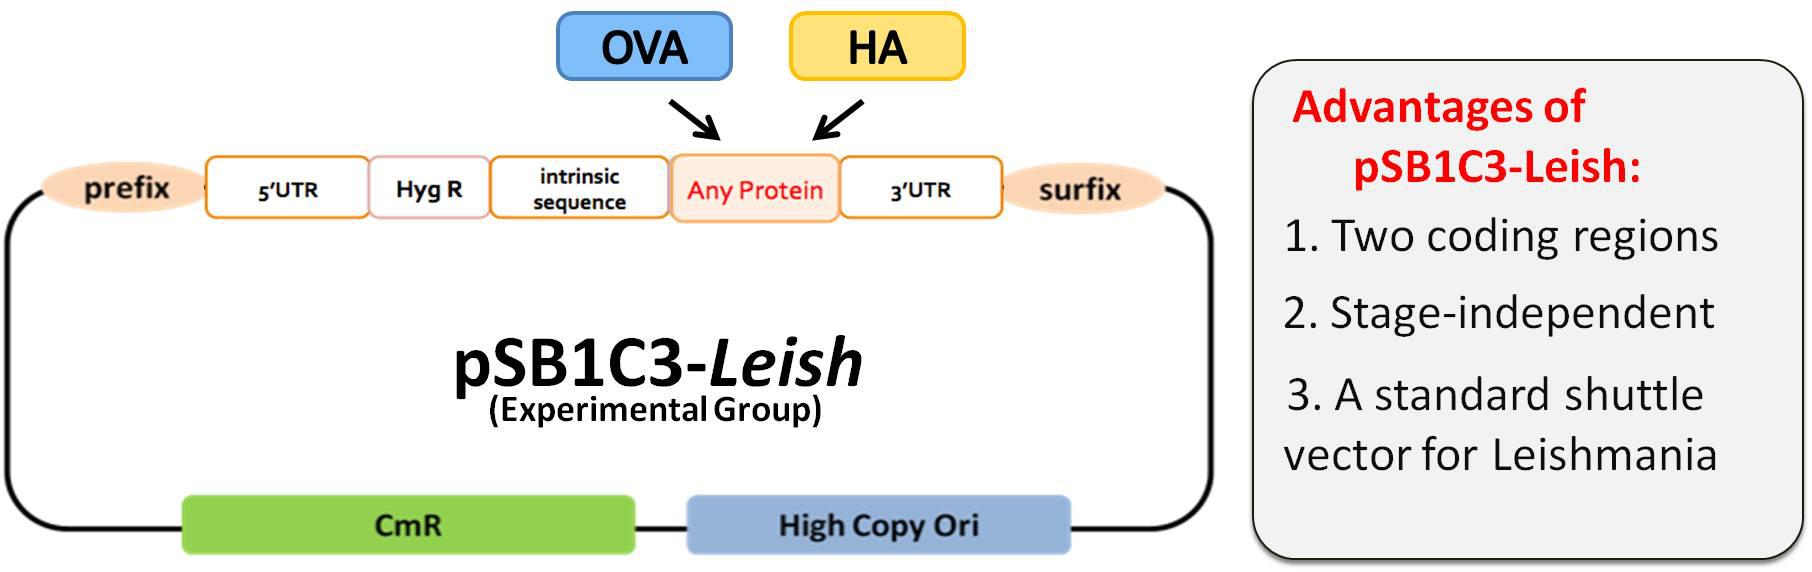 OVA
HA
prefix
5'UTR
Hyg R
intrinsic
sequence
Any Protein
3'UTR
surfix
pSB1C3-Leish
(Experimental Group)
CmR
High Copy Ori
Advantages of
pSB1C3-Leish:
1. Two coding regions
2. Stage-independent
3. A standard shuttle
vector for Leishmania